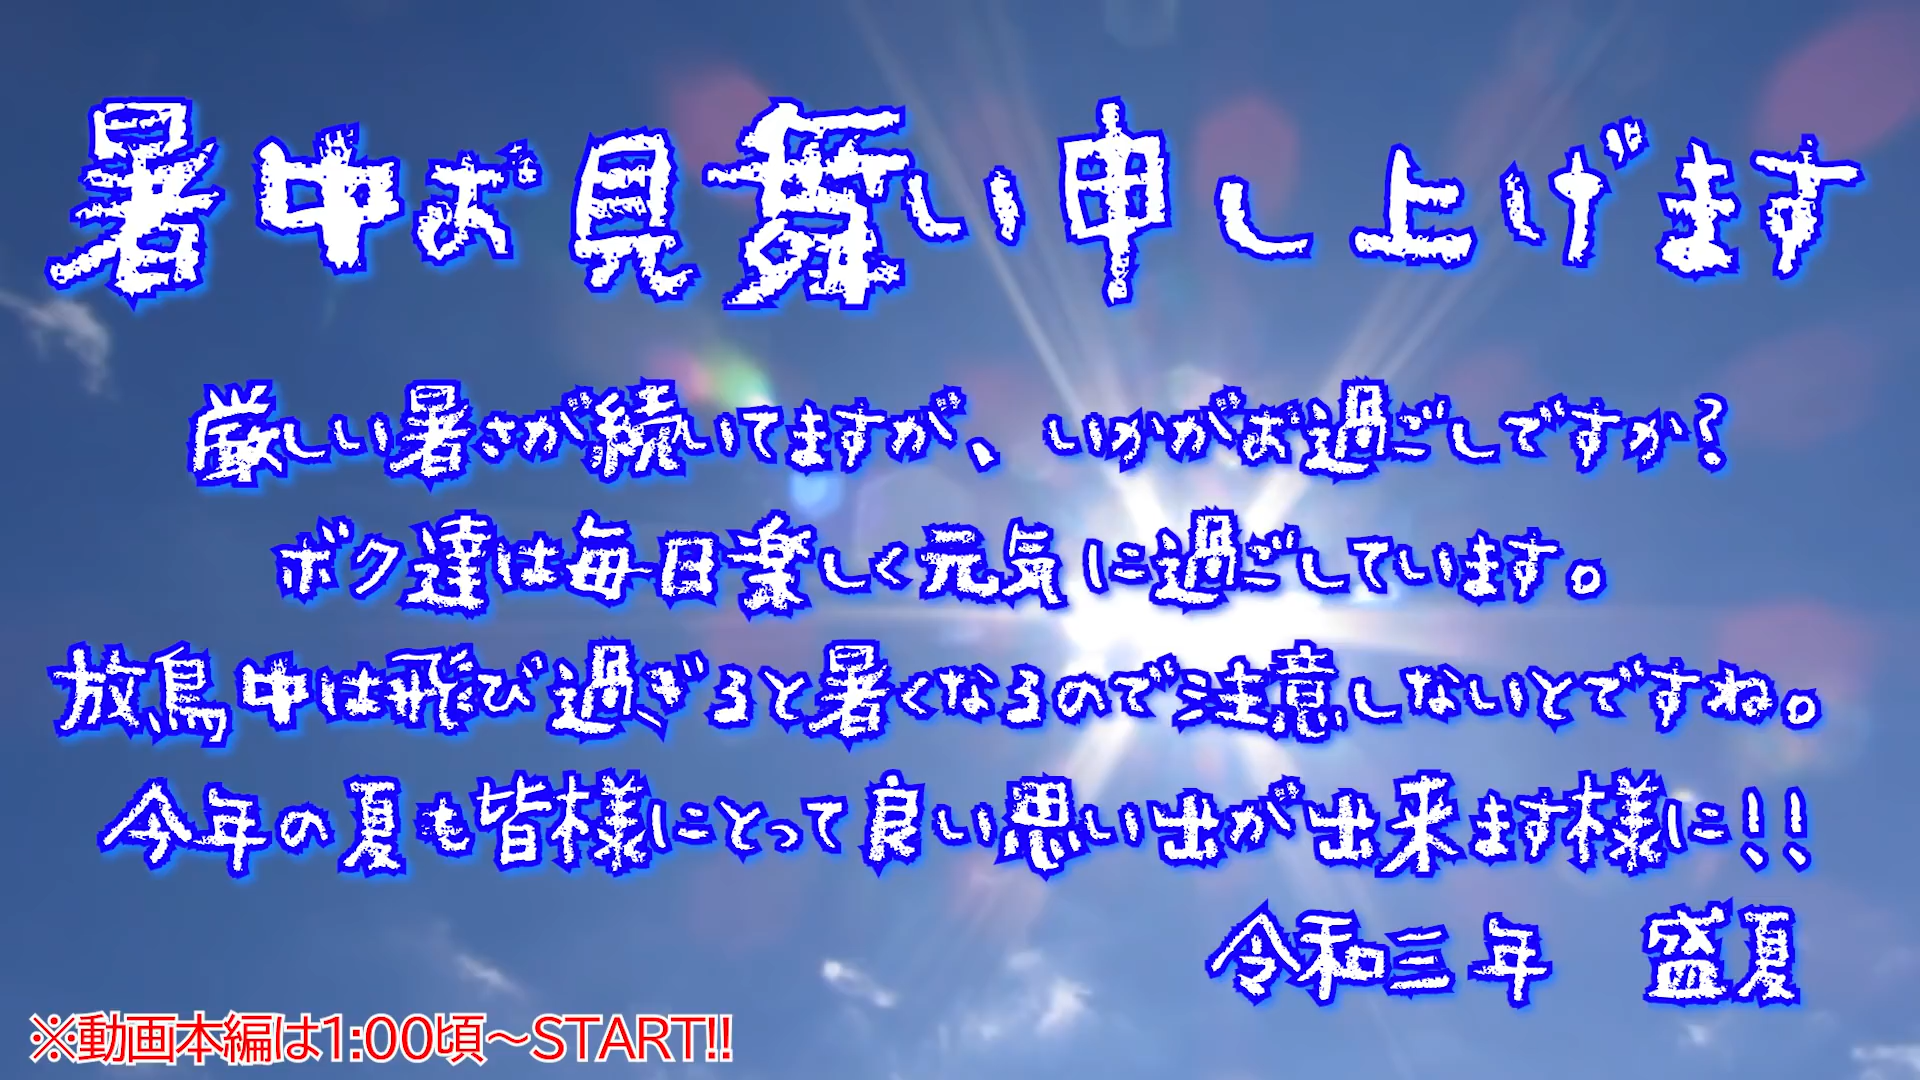 暑中お見舞い申し上げます
厳しい暑さが続いてますが、いかがお過ごしですか?
ボク達は毎日楽しく元気に過ごしています。
放鳥中は飛び過ぎると暑くなるので注意しないとですね。
今年の夏も皆様にとって良い思い出が出来ます様に!!
令和三年 盛夏
※動画本編は1:00頃～START!!